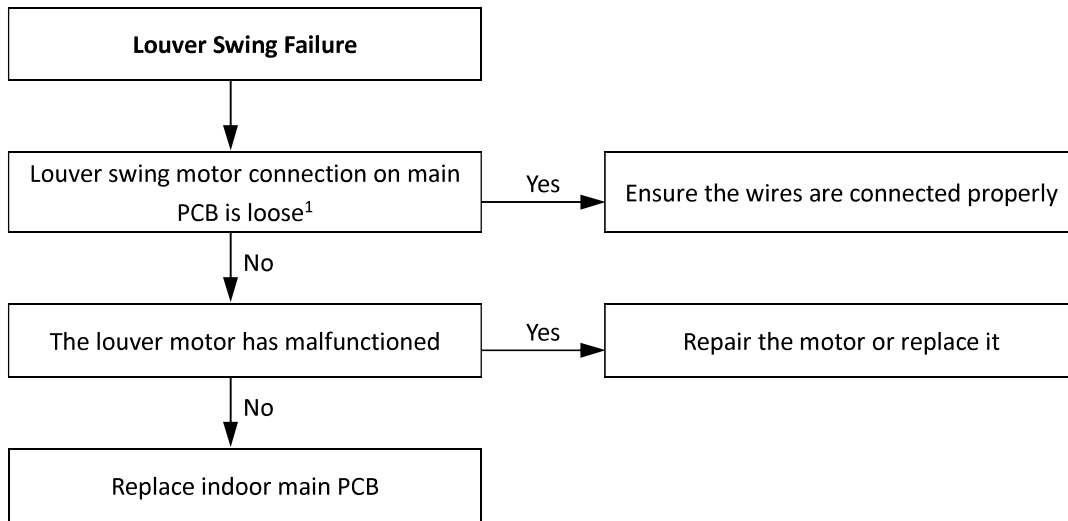 Louver Swing Failure
Louver swing motor connection on main
PCB is loose¹
Yes
Ensure the wires are connected properly
No
The louver motor has malfunctioned
Yes
Repair the motor or replace it
No
Replace indoor main PCB